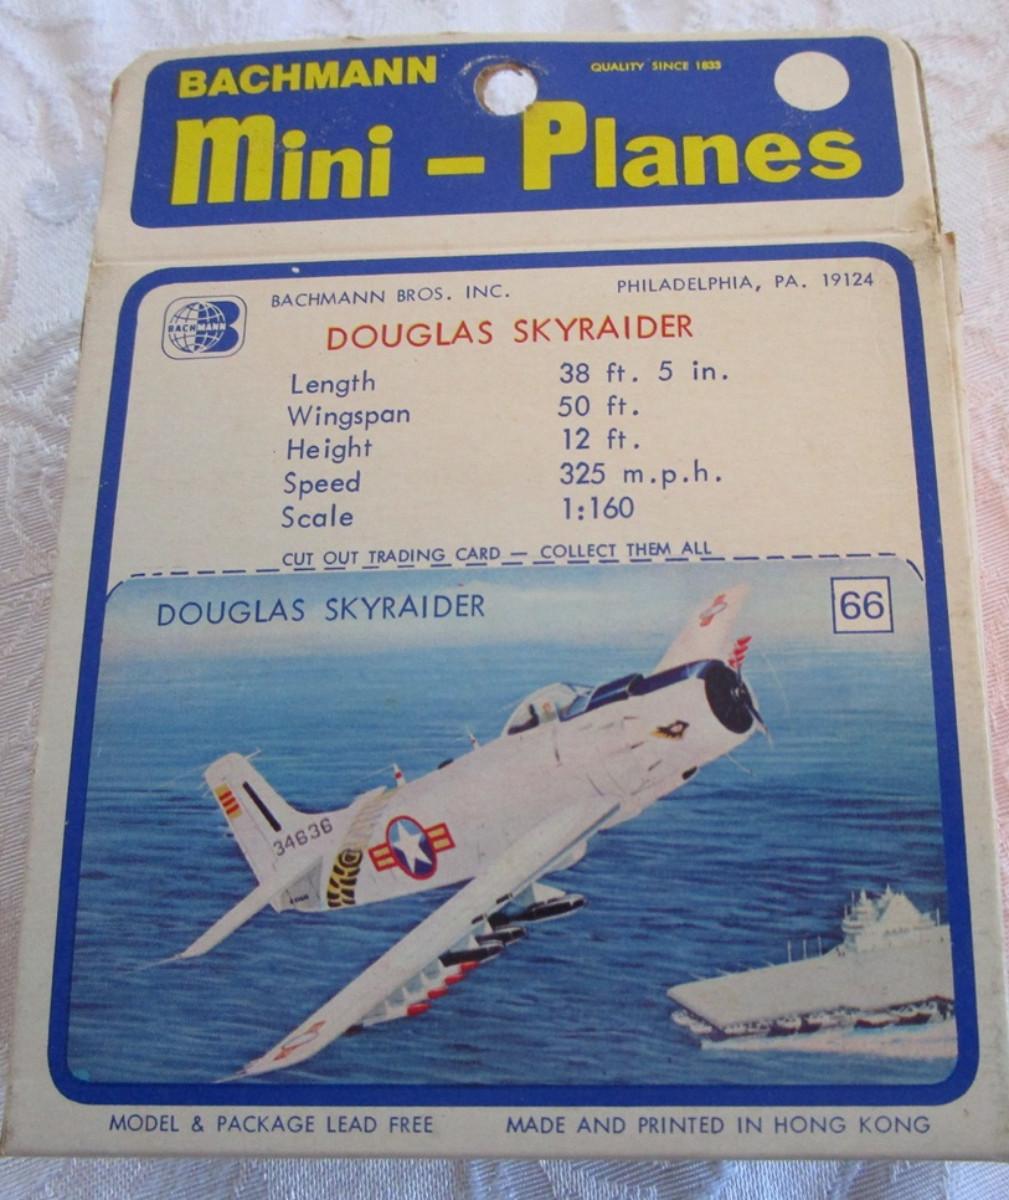 BACHMANN
QUALITY SINCE 1833
Mini - Planes
BACHMANN
BACHMANN BROS. INC.
PHILADELPHIA, PA. 19124
DOUGLAS SKYRAIDER
Length 38 ft. 5 in.
Wingspan 50 ft.
Height 12 ft.
Speed 325 m.p.h.
Scale 1:160
CUT OUT TRADING CARD — COLLECT THEM ALL
DOUGLAS SKYRAIDER
66
34636
MODEL & PACKAGE LEAD FREE
MADE AND PRINTED IN HONG KONG